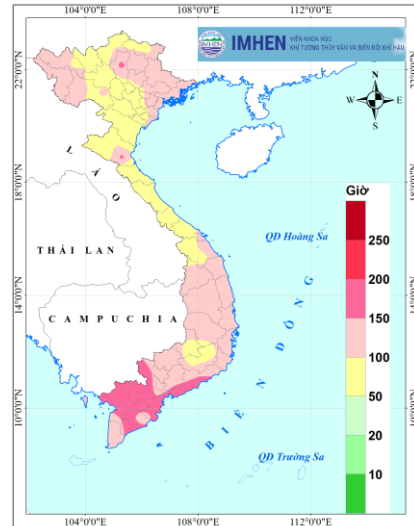 104°0'0"E 108°0'0"E 112°0'0"E
IMHEN VIỆN KHOA HỌC
KHÍ TƯỢNG THỦY VĂN VÀ BIẾN ĐỔI KHÍ HẬU
22°0'0"N
N
W E
S
18°0'0"N
14°0'0"N
10°0'0"N
LÀO
THÁI LAN
CAMPUCHIA
QĐ Hoàng Sa
BIỂN ĐÔNG
QĐ Trường Sa
Giờ
250
200
150
100
50
20
10
104°0'0"E 108°0'0"E 112°0'0"E